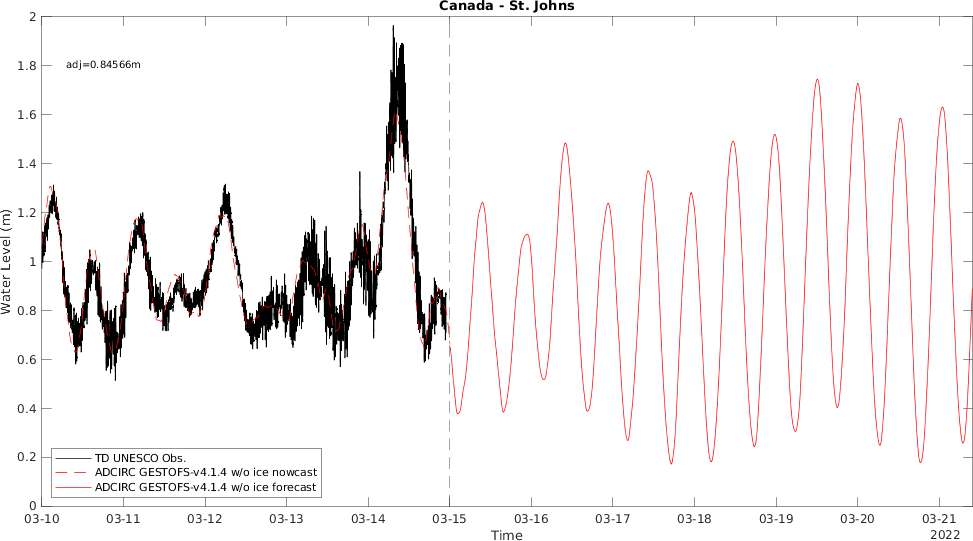 Canada - St. Johns
adj=0.84566m
Water Level (m)
2
1.8
1.6
1.4
1.2
1
0.8
0.6
0.4
0.2
0
TD UNESCO Obs.
ADCIRC GESTOFS-v4.1.4 w/o ice nowcast
ADCIRC GESTOFS-v4.1.4 w/o ice forecast
03-10 03-11 03-12 03-13 03-14 03-15 03-16 03-17 03-18 03-19 03-20 03-21
Time
2022